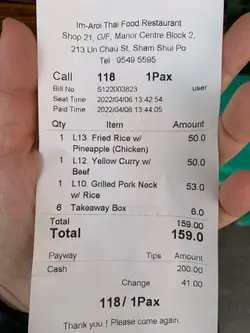 Im-Aroi Thai Food Restaurant
Shop 21, G/F, Manor Centre Block 2,
213 Un Chau St, Sham Shui Po
Tel : 9549 5595
Call 118 1Pax
Bill No S122003823 user
Seat Time 2022/04/06 13:42:54
Paid Time 2022/04/06 13:44:05
Qty Item Amount
1 L13. Fried Rice w/ 50.0
Pineapple (Chicken)
1 L12. Yellow Curry w/ 50.0
Beef
1 L10. Grilled Pork Neck 53.0
w/ Rice
6 Takeaway Box 6.0
Total 159.00
Total 159.0
Payway Tips Amount
Cash 200.00
Change 41.00
118/ 1Pax
Thank you ! Please come again